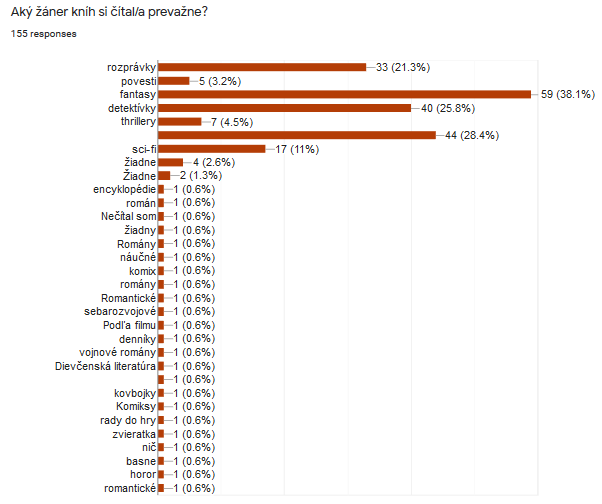 Aký žáner kníh si čítal/a prevažne?
155 responses
rozprávky 33 (21.3%)
povesti 5 (3.2%)
fantasy 59 (38.1%)
detektívky 40 (25.8%)
thrillery 7 (4.5%)
44 (28.4%)
sci-fi 17 (11%)
žiadne 4 (2.6%)
Žiadne 2 (1.3%)
encyklopédie 1 (0.6%)
román 1 (0.6%)
Nečítal som 1 (0.6%)
žiadny 1 (0.6%)
Romány 1 (0.6%)
náučné 1 (0.6%)
komix 1 (0.6%)
romány 1 (0.6%)
Romantické 1 (0.6%)
sebarozvojové 1 (0.6%)
Podľa filmu 1 (0.6%)
denníky 1 (0.6%)
vojnové romány 1 (0.6%)
Dievčenská literatúra 1 (0.6%)
1 (0.6%)
kovbojky 1 (0.6%)
Komiksy 1 (0.6%)
rady do hry 1 (0.6%)
zvieratka 1 (0.6%)
nič 1 (0.6%)
basne 1 (0.6%)
horor 1 (0.6%)
romantické 1 (0.6%)